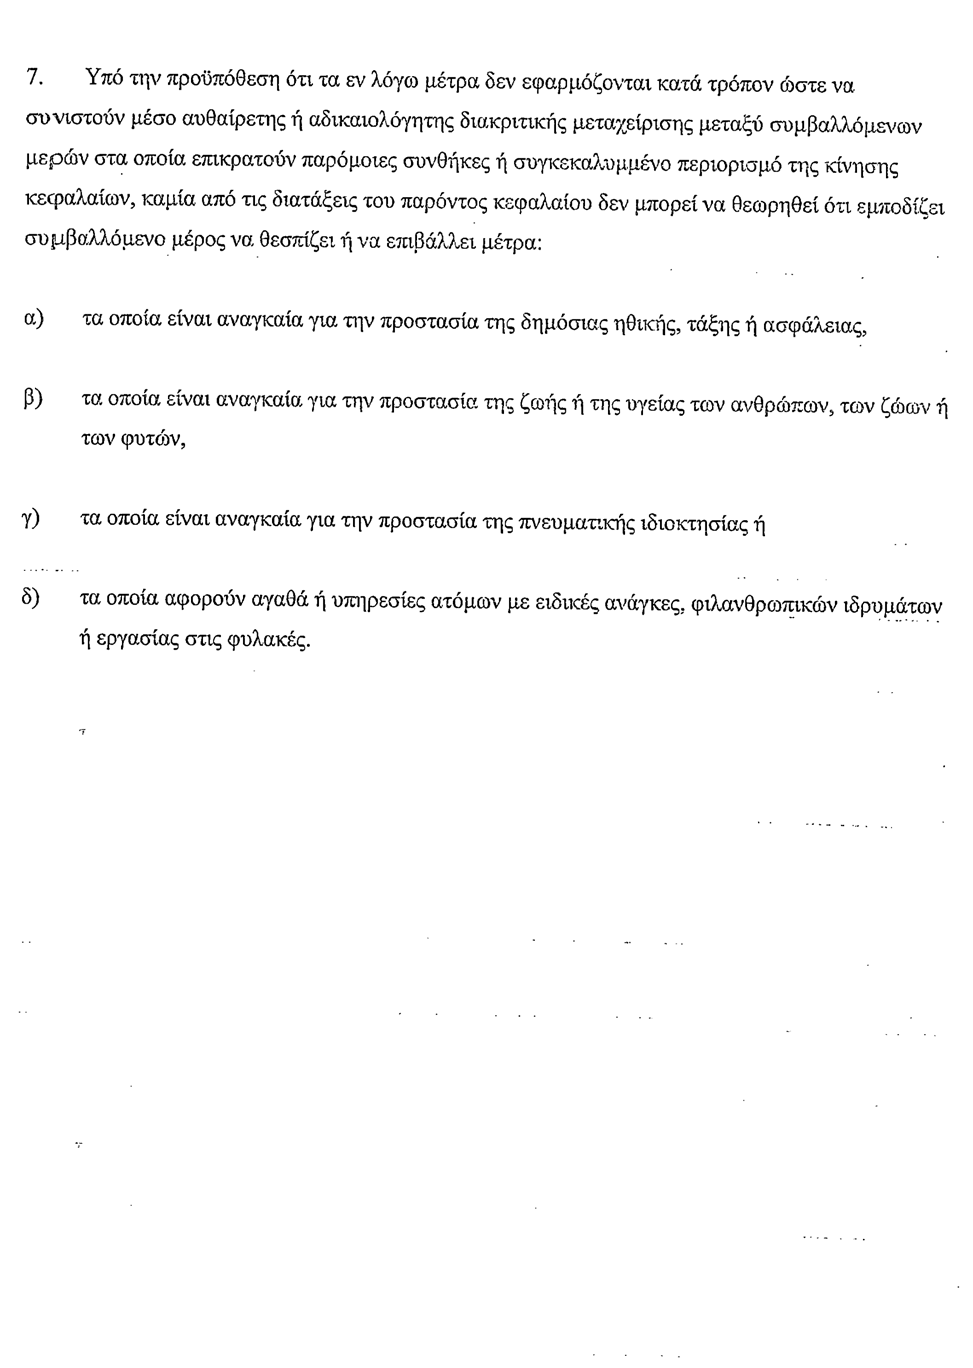 7. Υπό την προϋπόθεση ότι τα εν λόγω μέτρα δεν εφαρμόζονται κατά τρόπον ώστε να
συνιστούν μέσο αυθαίρετης ή αδικαιολόγητης διακριτικής μεταχείρισης μεταξύ συμβαλλόμενων
μερών στα οποία επικρατούν παρόμοιες συνθήκες ή συγκεκαλυμμένο περιορισμό της κίνησης
κεφαλαίων, καμία από τις διατάξεις του παρόντος κεφαλαίου δεν μπορεί να θεωρηθεί ότι εμποδίζει
συμβαλλόμενο μέρος να θεσπίζει ή να επιβάλλει μέτρα:
α) τα οποία είναι αναγκαία για την προστασία της δημόσιας ηθικής, τάξης ή ασφάλειας,
β) τα οποία είναι αναγκαία για την προστασία της ζωής ή της υγείας των ανθρώπων, των ζώων ή
των φυτών,
γ) τα οποία είναι αναγκαία για την προστασία της πνευματικής ιδιοκτησίας ή
δ) τα οποία αφορούν αγαθά ή υπηρεσίες ατόμων με ειδικές ανάγκες, φιλανθρωπικών ιδρυμάτων
ή εργασίας στις φυλακές.